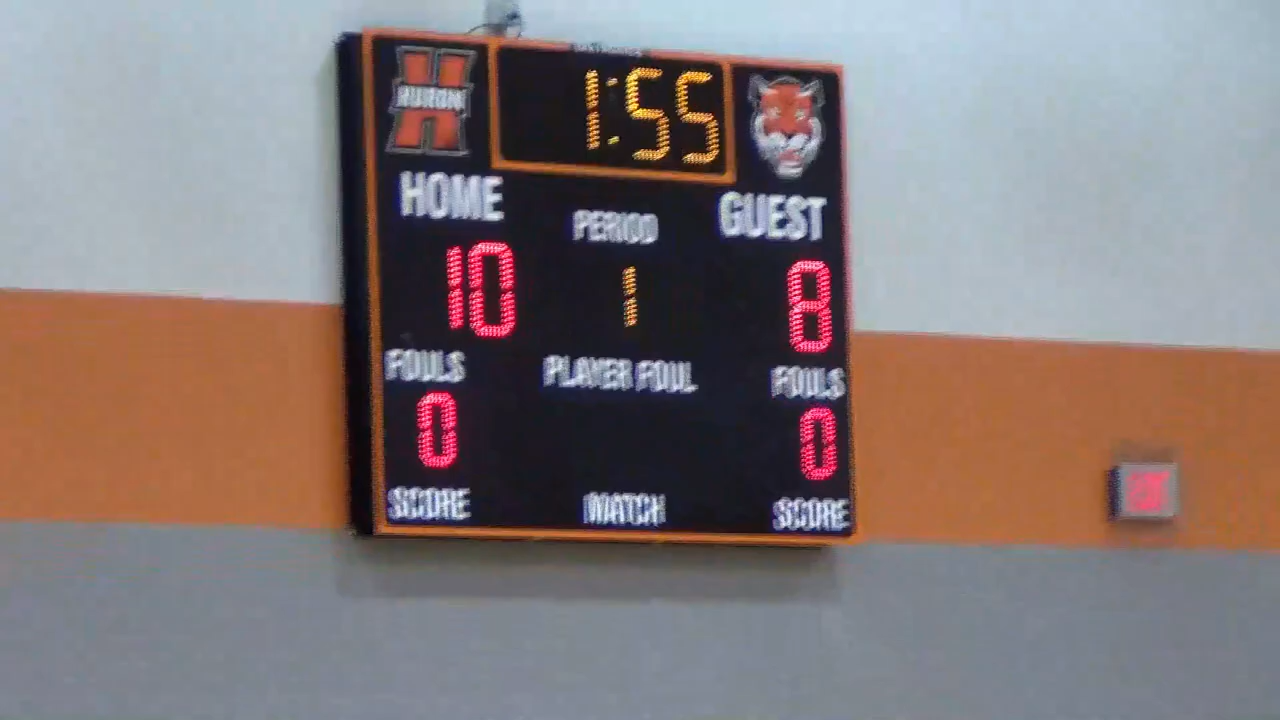 HURON
1:55
HOME
PERIOD
GUEST
10
1
8
FOULS
PLAYER FOUL
FOULS
0
0
SCORE
MATCH
SCORE